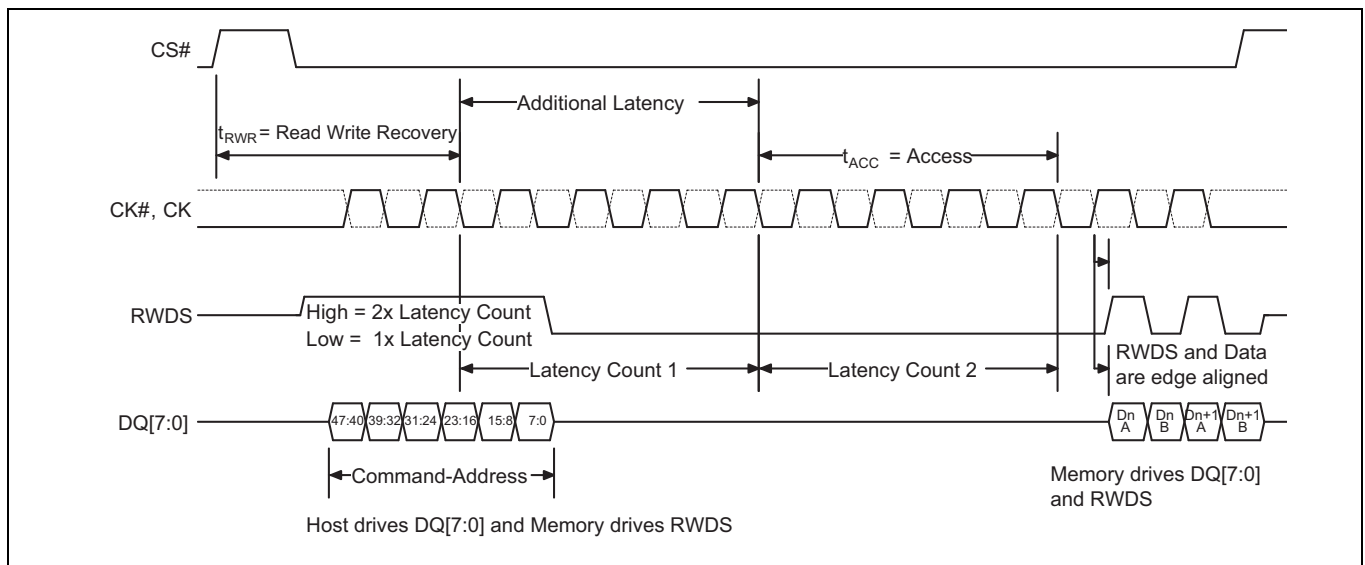 CS#
Additional Latency
tRWR = Read Write Recovery
tACC = Access
CK#, CK
RWDS
High = 2x Latency Count
Low = 1x Latency Count
Latency Count 1
Latency Count 2
RWDS and Data
are edge aligned
DQ[7:0]
47:40 39:32 31:24 23:16 15:8 7:0
Dn A Dn B Dn+1 A Dn+1 B
Command-Address
Memory drives DQ[7:0]
and RWDS
Host drives DQ[7:0] and Memory drives RWDS